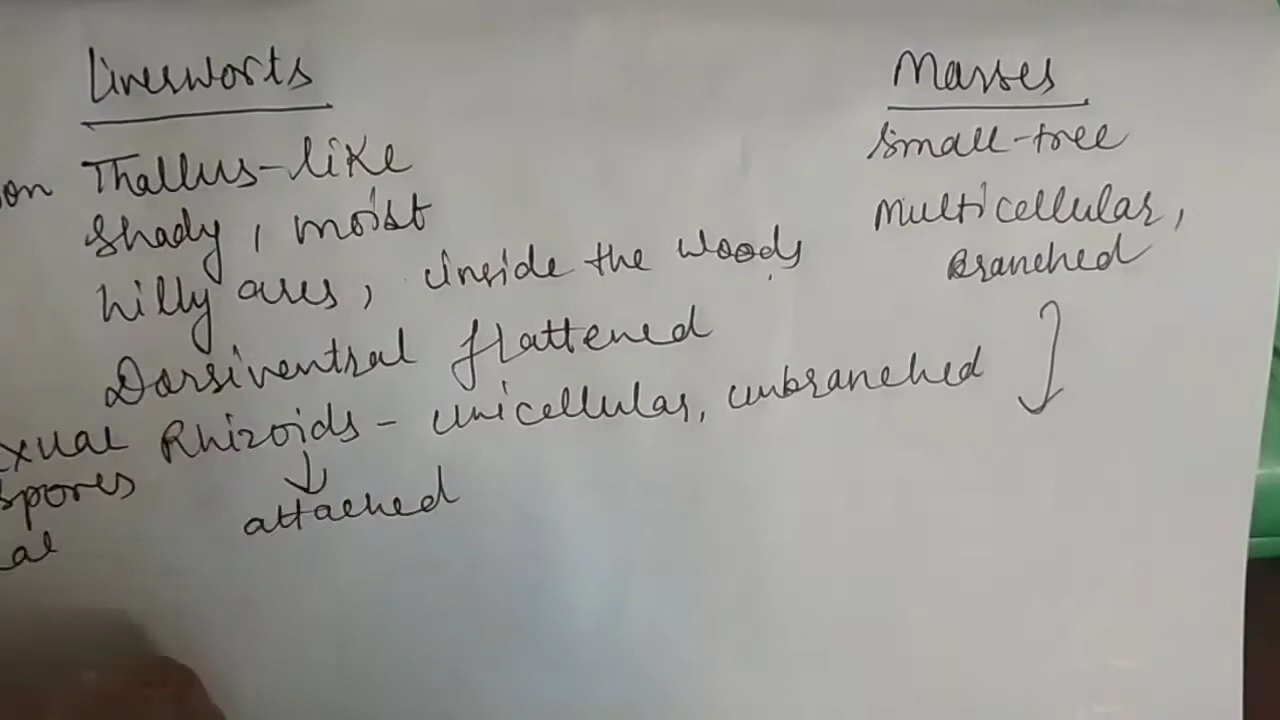 Liverworts
Masses
on Thallus-like
Small-tree
Shady, moist
Multicellular,
Branched
hilly ares, inside the woods
Dorsiventral flattened
xual Rhizoids - unicellular, unbranched
spores
attached
al